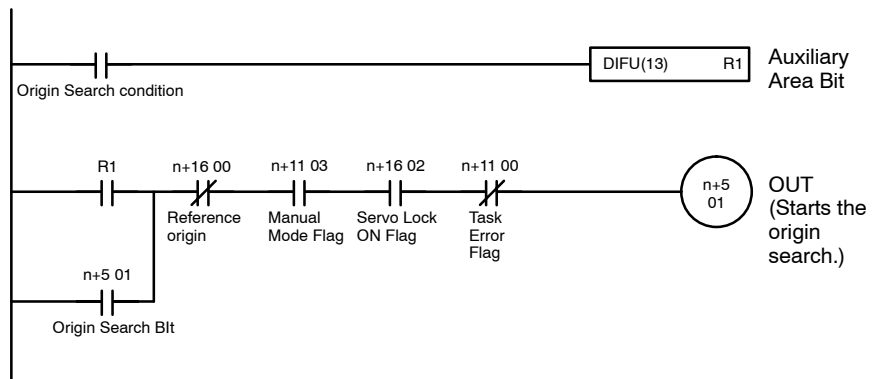 DIFU(13) R1
Auxiliary
Area Bit
Origin Search condition
R1
n+16 00
n+11 03
n+16 02
n+11 00
n+5
01
OUT
(Starts the
origin
search.)
Reference
origin
Manual
Mode Flag
Servo Lock
ON Flag
Task
Error
Flag
n+5 01
Origin Search BIt